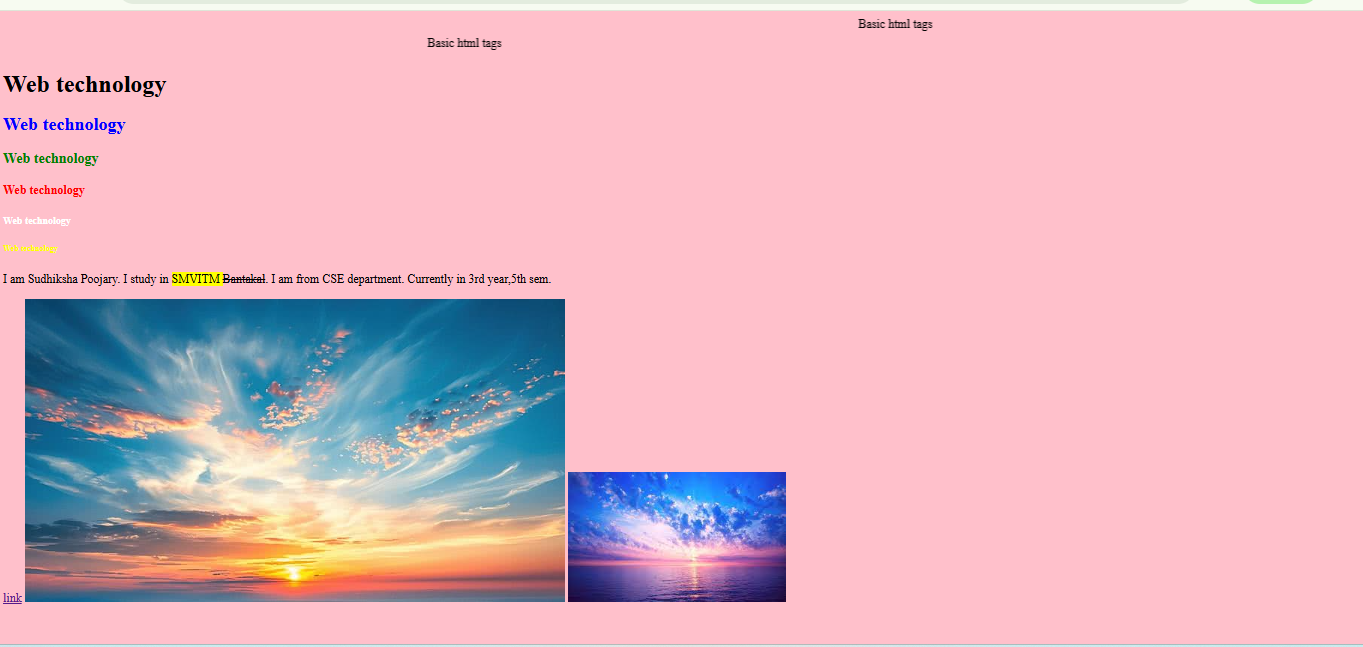 Basic html tags
Basic html tags
Web technology
Web technology
Web technology
Web technology
Web technology
Web technology
I am Sudhiksha Poojary. I study in SMVITM Bantakal. I am from CSE department. Currently in 3rd year,5th sem.
link